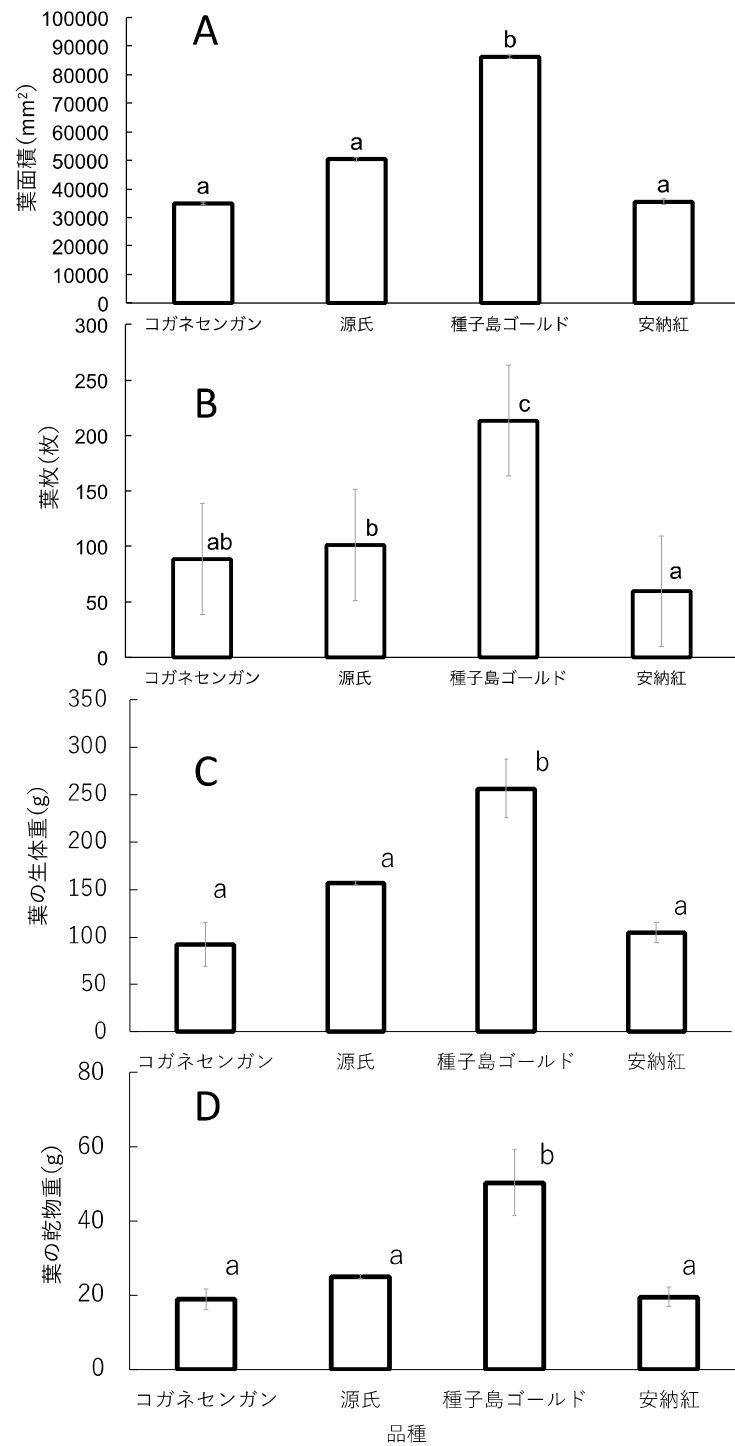 A
葉面積(mm²)
100000
90000
80000
70000
60000
50000
40000
30000
20000
10000
0
a
a
b
a
コガネセンガン 源氏 種子島ゴールド 安納紅
B
葉枚(枚)
300
250
200
150
100
50
0
ab
b
c
a
コガネセンガン 源氏 種子島ゴールド 安納紅
C
葉の生体重(g)
350
300
250
200
150
100
50
0
a
a
b
a
コガネセンガン 源氏 種子島ゴールド 安納紅
D
葉の乾物重(g)
80
60
40
20
0
a
a
b
a
コガネセンガン 源氏 種子島ゴールド 安納紅
品種